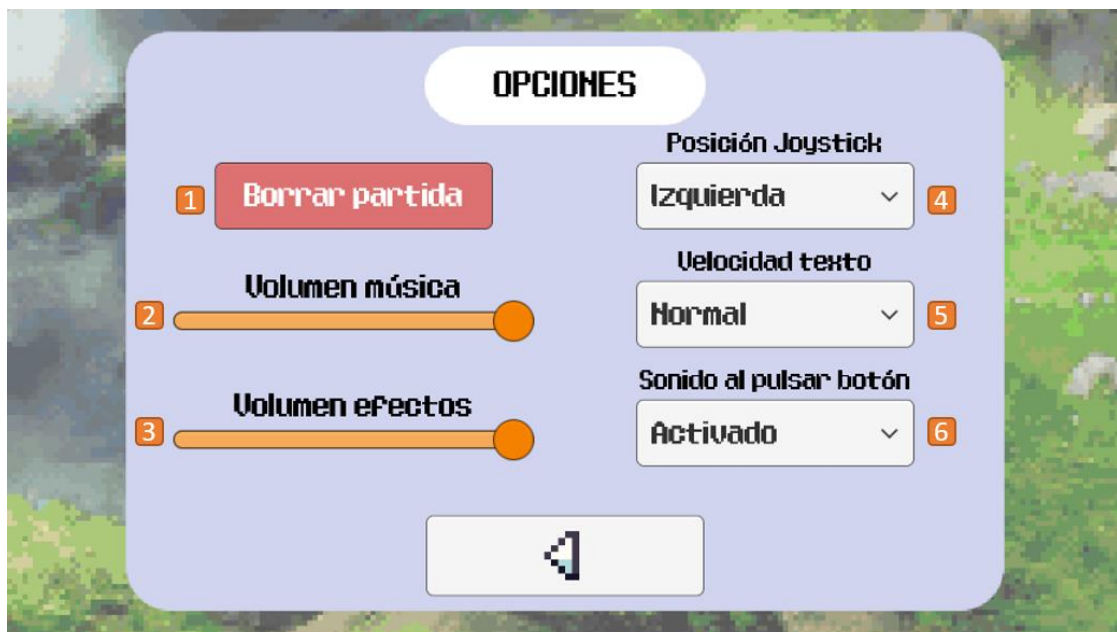 OPCIONES
1 Borrar partida
2 Volumen música
3 Volumen efectos
Posición Joystick
Izquierda 4
Velocidad texto
Normal 5
Sonido al pulsar botón
Activado 6